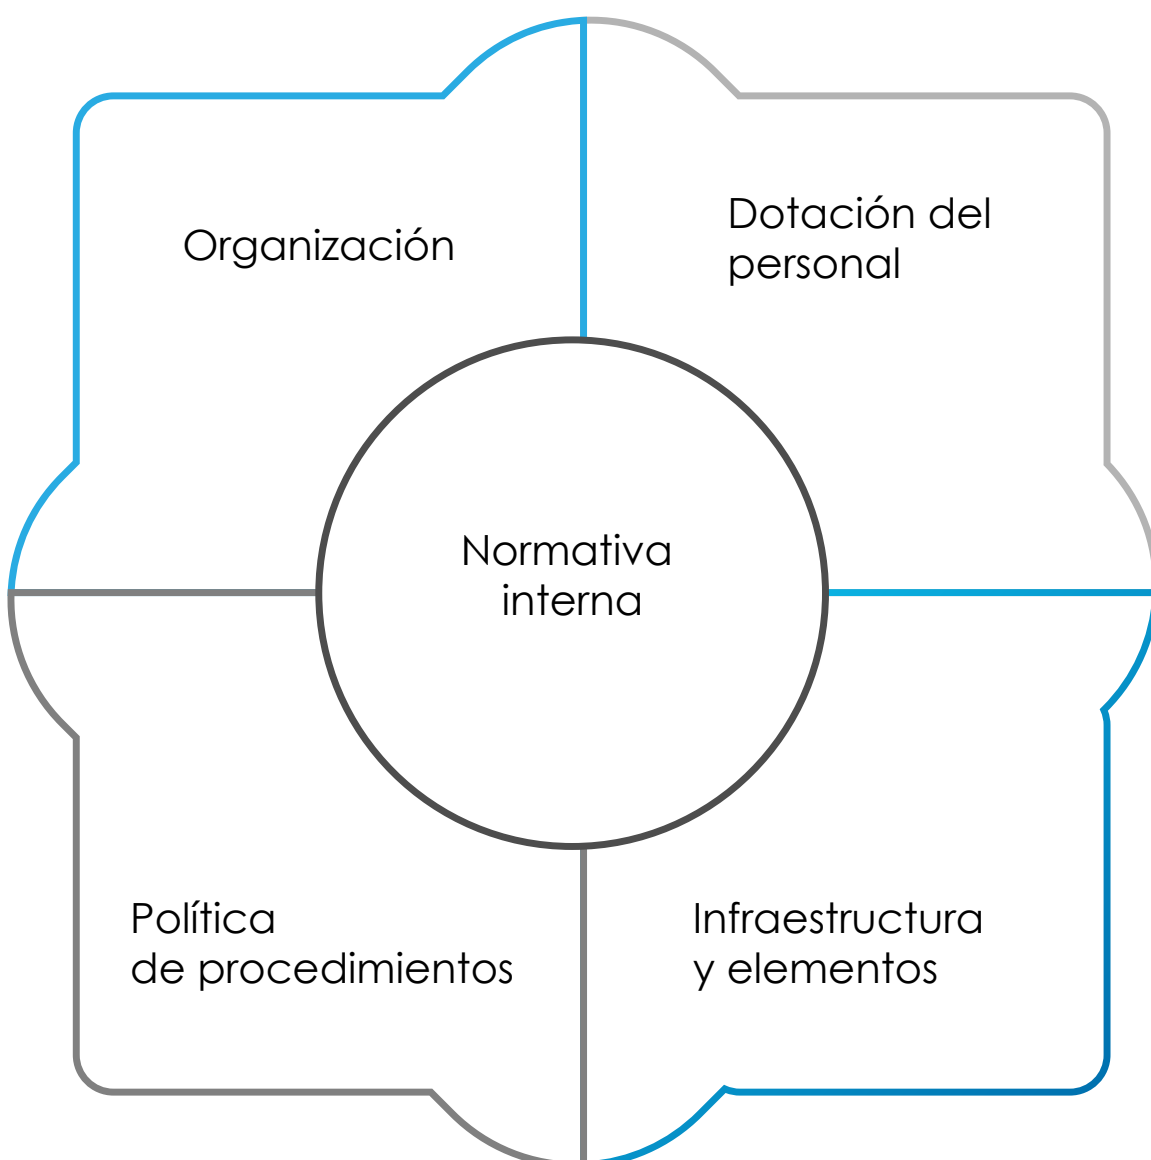 Organización
Dotación del
personal
Normativa
interna
Política
de procedimientos
Infraestructura
y elementos